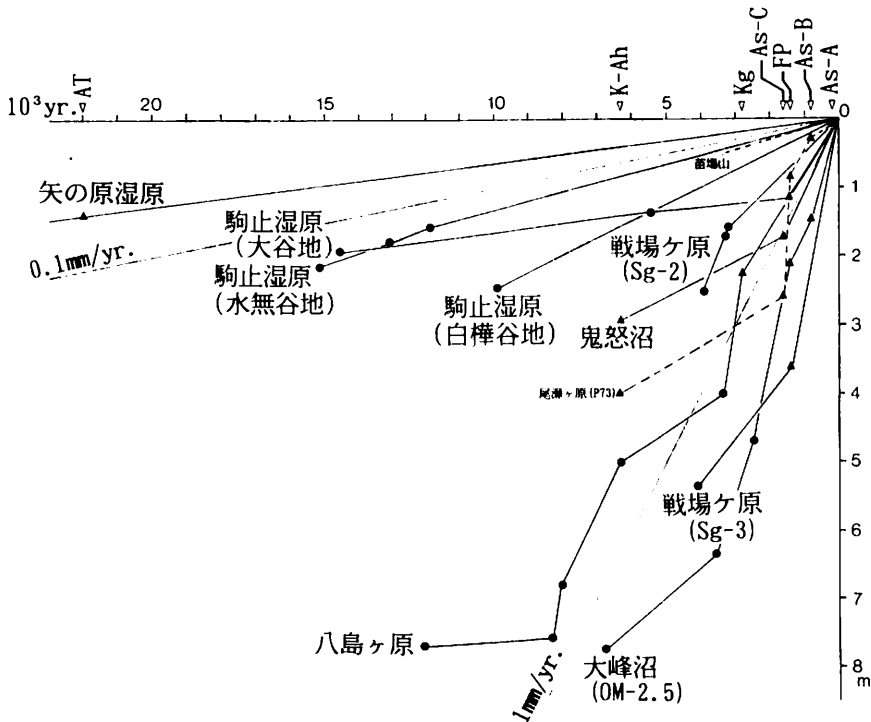 AT
K-Ah
Kg
As-C
FP
As-B
As-A
10³yr.
20
15
10
5
0
苗場山
矢の原湿原
0.1mm/yr.
駒止湿原
(大谷地)
駒止湿原
(水無谷地)
駒止湿原
(白樺谷地)
戦場ケ原
(Sg-2)
鬼怒沼
尾瀬ヶ原(P73)
戦場ケ原
(Sg-3)
八島ヶ原
1mm/yr.
大峰沼
(OM-2.5)
1
2
3
4
5
6
7
8
m